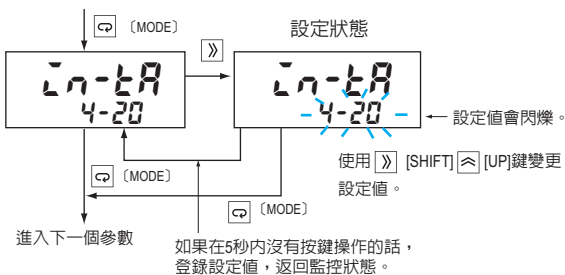 〔MODE〕
設定狀態
in-tA
4-20
in-tA
4-20
設定值會閃爍。
使用 [SHIFT] [UP]鍵變更
設定值。
〔MODE〕
〔MODE〕
進入下一個參數
如果在5秒内沒有按鍵操作的話，
登錄設定值，返回監控狀態。